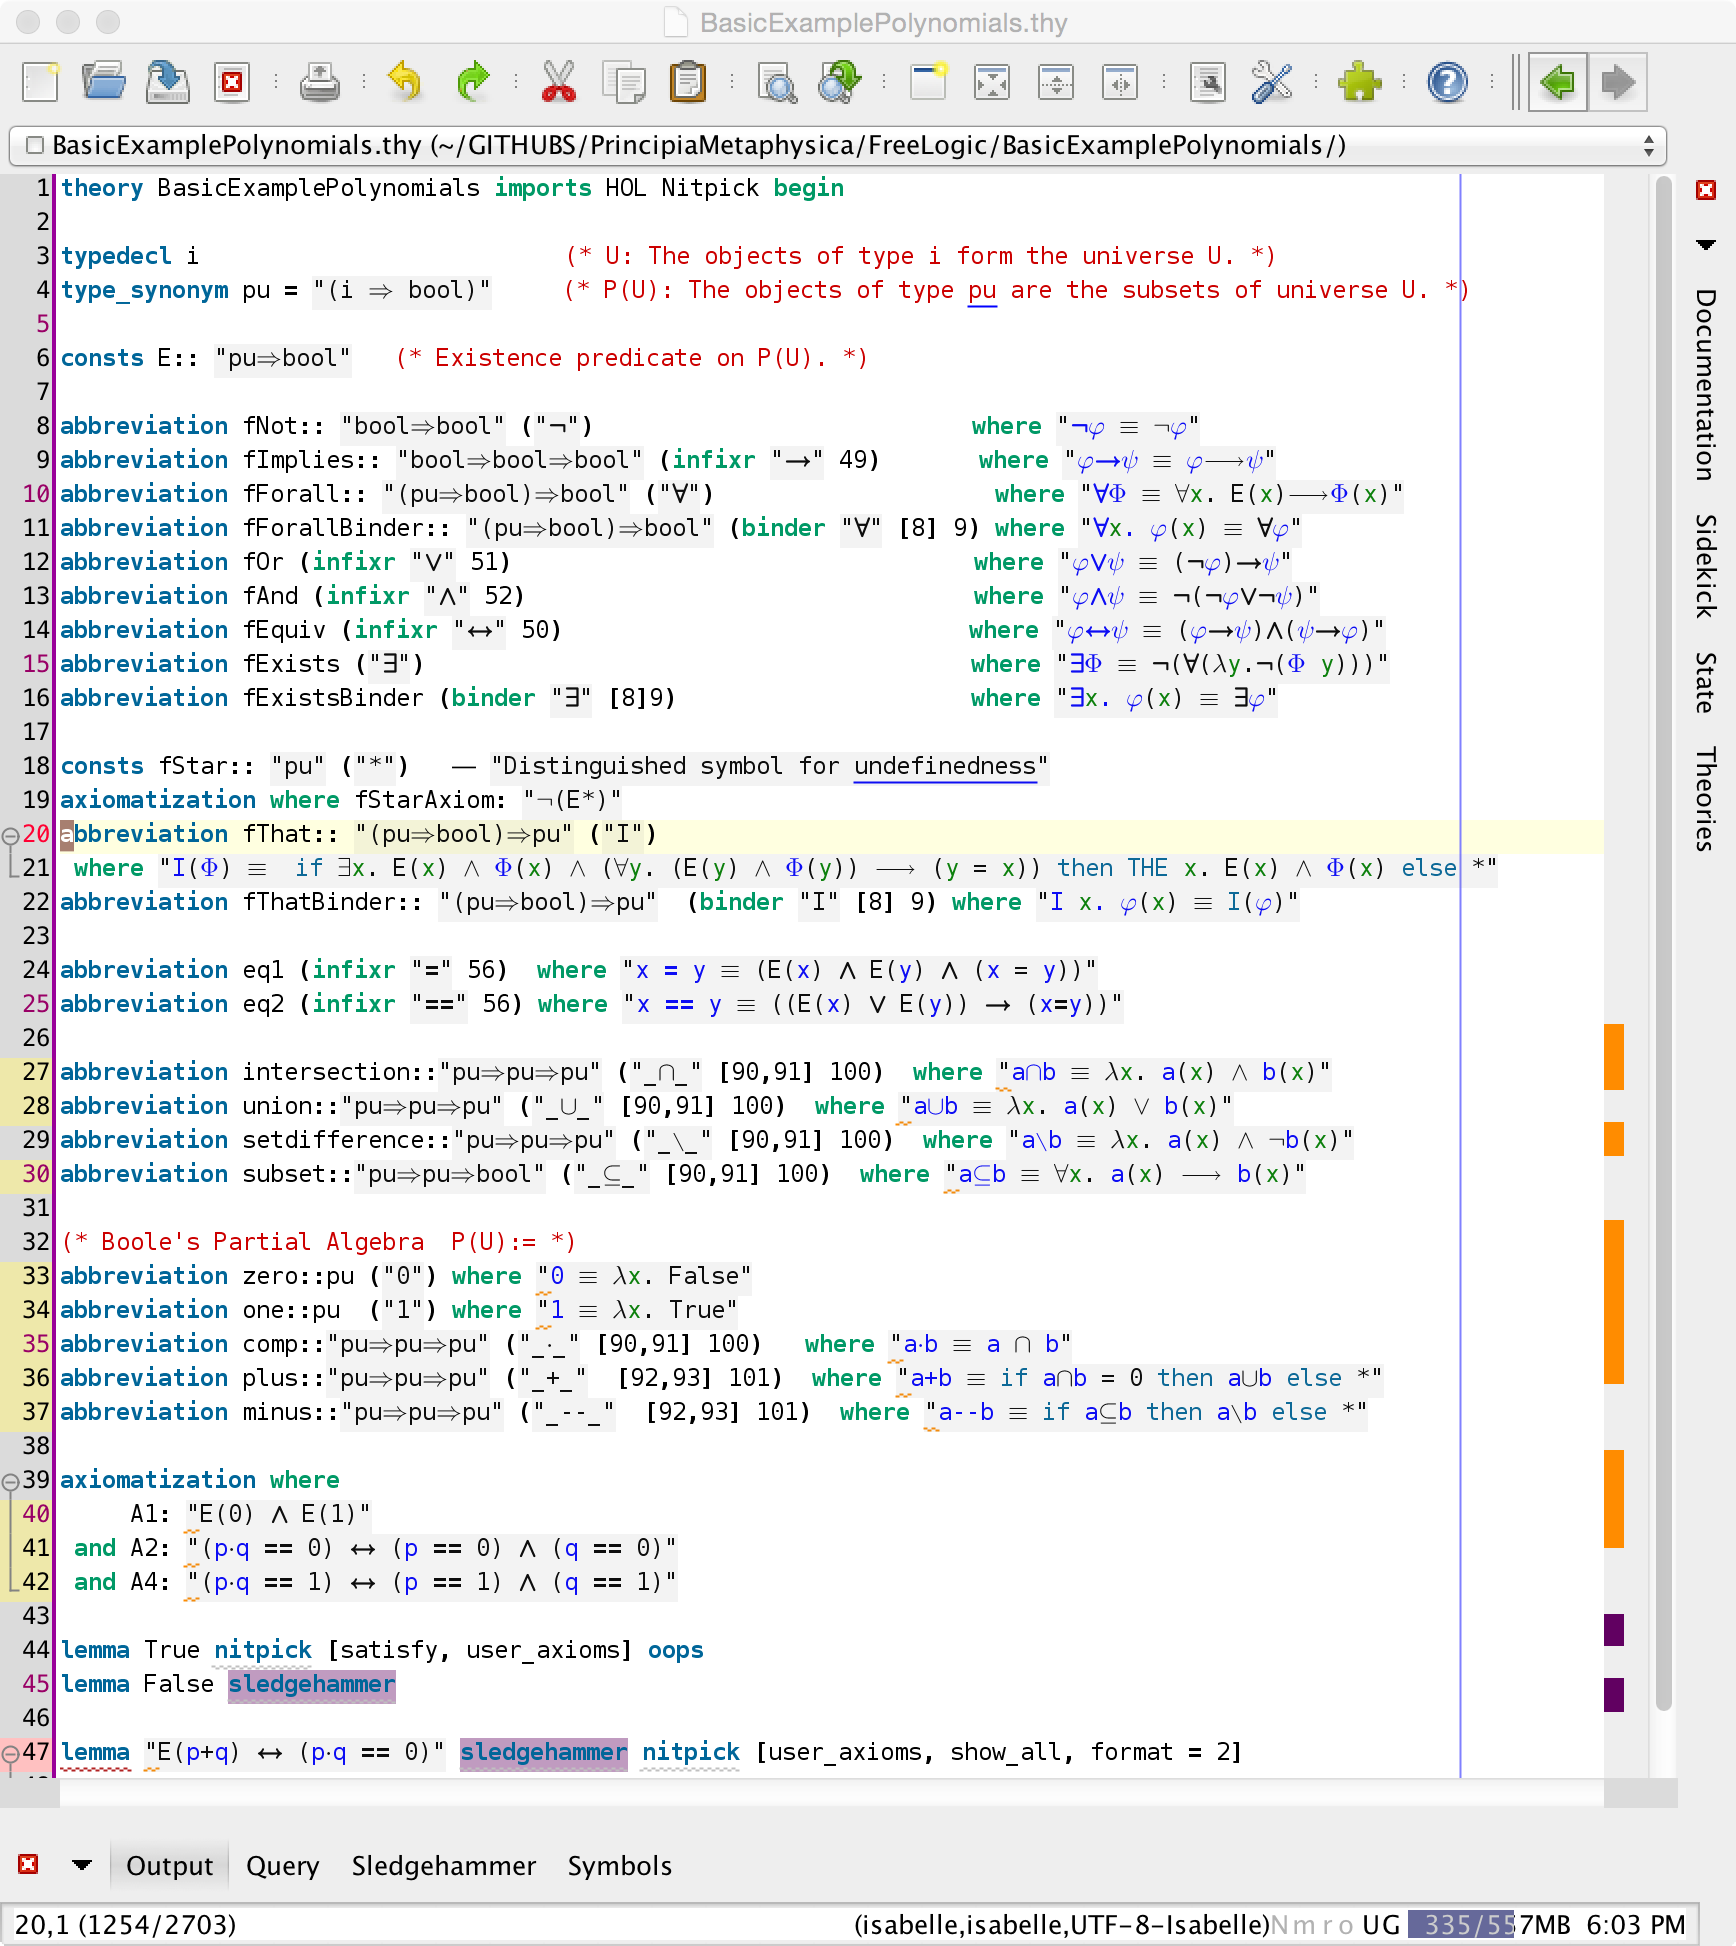 BasicExamplePolynomials.thy
BasicExamplePolynomials.thy (~/GITHUBS/PrincipiaMetaphysica/FreeLogic/BasicExamplePolynomials/)
1 theory BasicExamplePolynomials imports HOL Nitpick begin
2
3 typedecl i (* U: The objects of type i form the universe U. *)
4 type_synonym pu = "(i ⇒ bool)" (* P(U): The objects of type pu are the subsets of universe U. *)
5
6 consts E:: "pu⇒bool" (* Existence predicate on P(U). *)
7
8 abbreviation fNot:: "bool⇒bool" ("¬") where "¬φ ≡ ¬φ"
9 abbreviation fImplies:: "bool⇒bool⇒bool" (infixr "→" 49) where "φ→ψ ≡ φ⟶ψ"
10 abbreviation fForall:: "(pu⇒bool)⇒bool" ("∀") where "∀Φ ≡ ∀x. E(x)⟶Φ(x)"
11 abbreviation fForallBinder:: "(pu⇒bool)⇒bool" (binder "∀" [8] 9) where "∀x. φ(x) ≡ ∀φ"
12 abbreviation fOr (infixr "∨" 51) where "φ∨ψ ≡ (¬φ)→ψ"
13 abbreviation fAnd (infixr "∧" 52) where "φ∧ψ ≡ ¬(¬φ∨¬ψ)"
14 abbreviation fEquiv (infixr "↔" 50) where "φ↔ψ ≡ (φ→ψ)∧(ψ→φ)"
15 abbreviation fExists ("∃") where "∃Φ ≡ ¬(∀(λy.¬(Φ y)))"
16 abbreviation fExistsBinder (binder "∃" [8]9) where "∃x. φ(x) ≡ ∃φ"
17
18 consts fStar:: "pu" ("*") — "Distinguished symbol for undefinedness"
19 axiomatization where fStarAxiom: "¬(E*)"
20 abbreviation fThat:: "(pu⇒bool)⇒pu" ("I")
21 where "I(Φ) ≡ if ∃x. E(x) ∧ Φ(x) ∧ (∀y. (E(y) ∧ Φ(y)) ⟶ (y = x)) then THE x. E(x) ∧ Φ(x) else *"
22 abbreviation fThatBinder:: "(pu⇒bool)⇒pu" (binder "I" [8] 9) where "I x. φ(x) ≡ I(φ)"
23
24 abbreviation eq1 (infixr "=" 56) where "x = y ≡ (E(x) ∧ E(y) ∧ (x = y))"
25 abbreviation eq2 (infixr "==" 56) where "x == y ≡ ((E(x) ∨ E(y)) → (x=y))"
26
27 abbreviation intersection::"pu⇒pu⇒pu" ("_∩_" [90,91] 100) where "a∩b ≡ λx. a(x) ∧ b(x)"
28 abbreviation union::"pu⇒pu⇒pu" ("_∪_" [90,91] 100) where "a∪b ≡ λx. a(x) ∨ b(x)"
29 abbreviation setdifference::"pu⇒pu⇒pu" ("_\_" [90,91] 100) where "a\b ≡ λx. a(x) ∧ ¬b(x)"
30 abbreviation subset::"pu⇒pu⇒bool" ("_⊆_" [90,91] 100) where "a⊆b ≡ ∀x. a(x) ⟶ b(x)"
31
32 (* Boole's Partial Algebra P(U):= *)
33 abbreviation zero::pu ("0") where "0 ≡ λx. False"
34 abbreviation one::pu ("1") where "1 ≡ λx. True"
35 abbreviation comp::"pu⇒pu⇒pu" ("_·_" [90,91] 100) where "a·b ≡ a ∩ b"
36 abbreviation plus::"pu⇒pu⇒pu" ("_+_" [92,93] 101) where "a+b ≡ if a∩b = 0 then a∪b else *"
37 abbreviation minus::"pu⇒pu⇒pu" ("_--_" [92,93] 101) where "a--b ≡ if a⊆b then a\b else *"
38
39 axiomatization where
40 A1: "E(0) ∧ E(1)"
41 and A2: "(p·q == 0) ↔ (p == 0) ∧ (q == 0)"
42 and A4: "(p·q == 1) ↔ (p == 1) ∧ (q == 1)"
43
44 lemma True nitpick [satisfy, user_axioms] oops
45 lemma False sledgehammer
46
47 lemma "E(p+q) ↔ (p·q == 0)" sledgehammer nitpick [user_axioms, show_all, format = 2]
Documentation
Sidekick
State
Theories
Output Query Sledgehammer Symbols
20,1 (1254/2703) (isabelle,isabelle,UTF-8-Isabelle)N m r o UG 335/557MB 6:03 PM